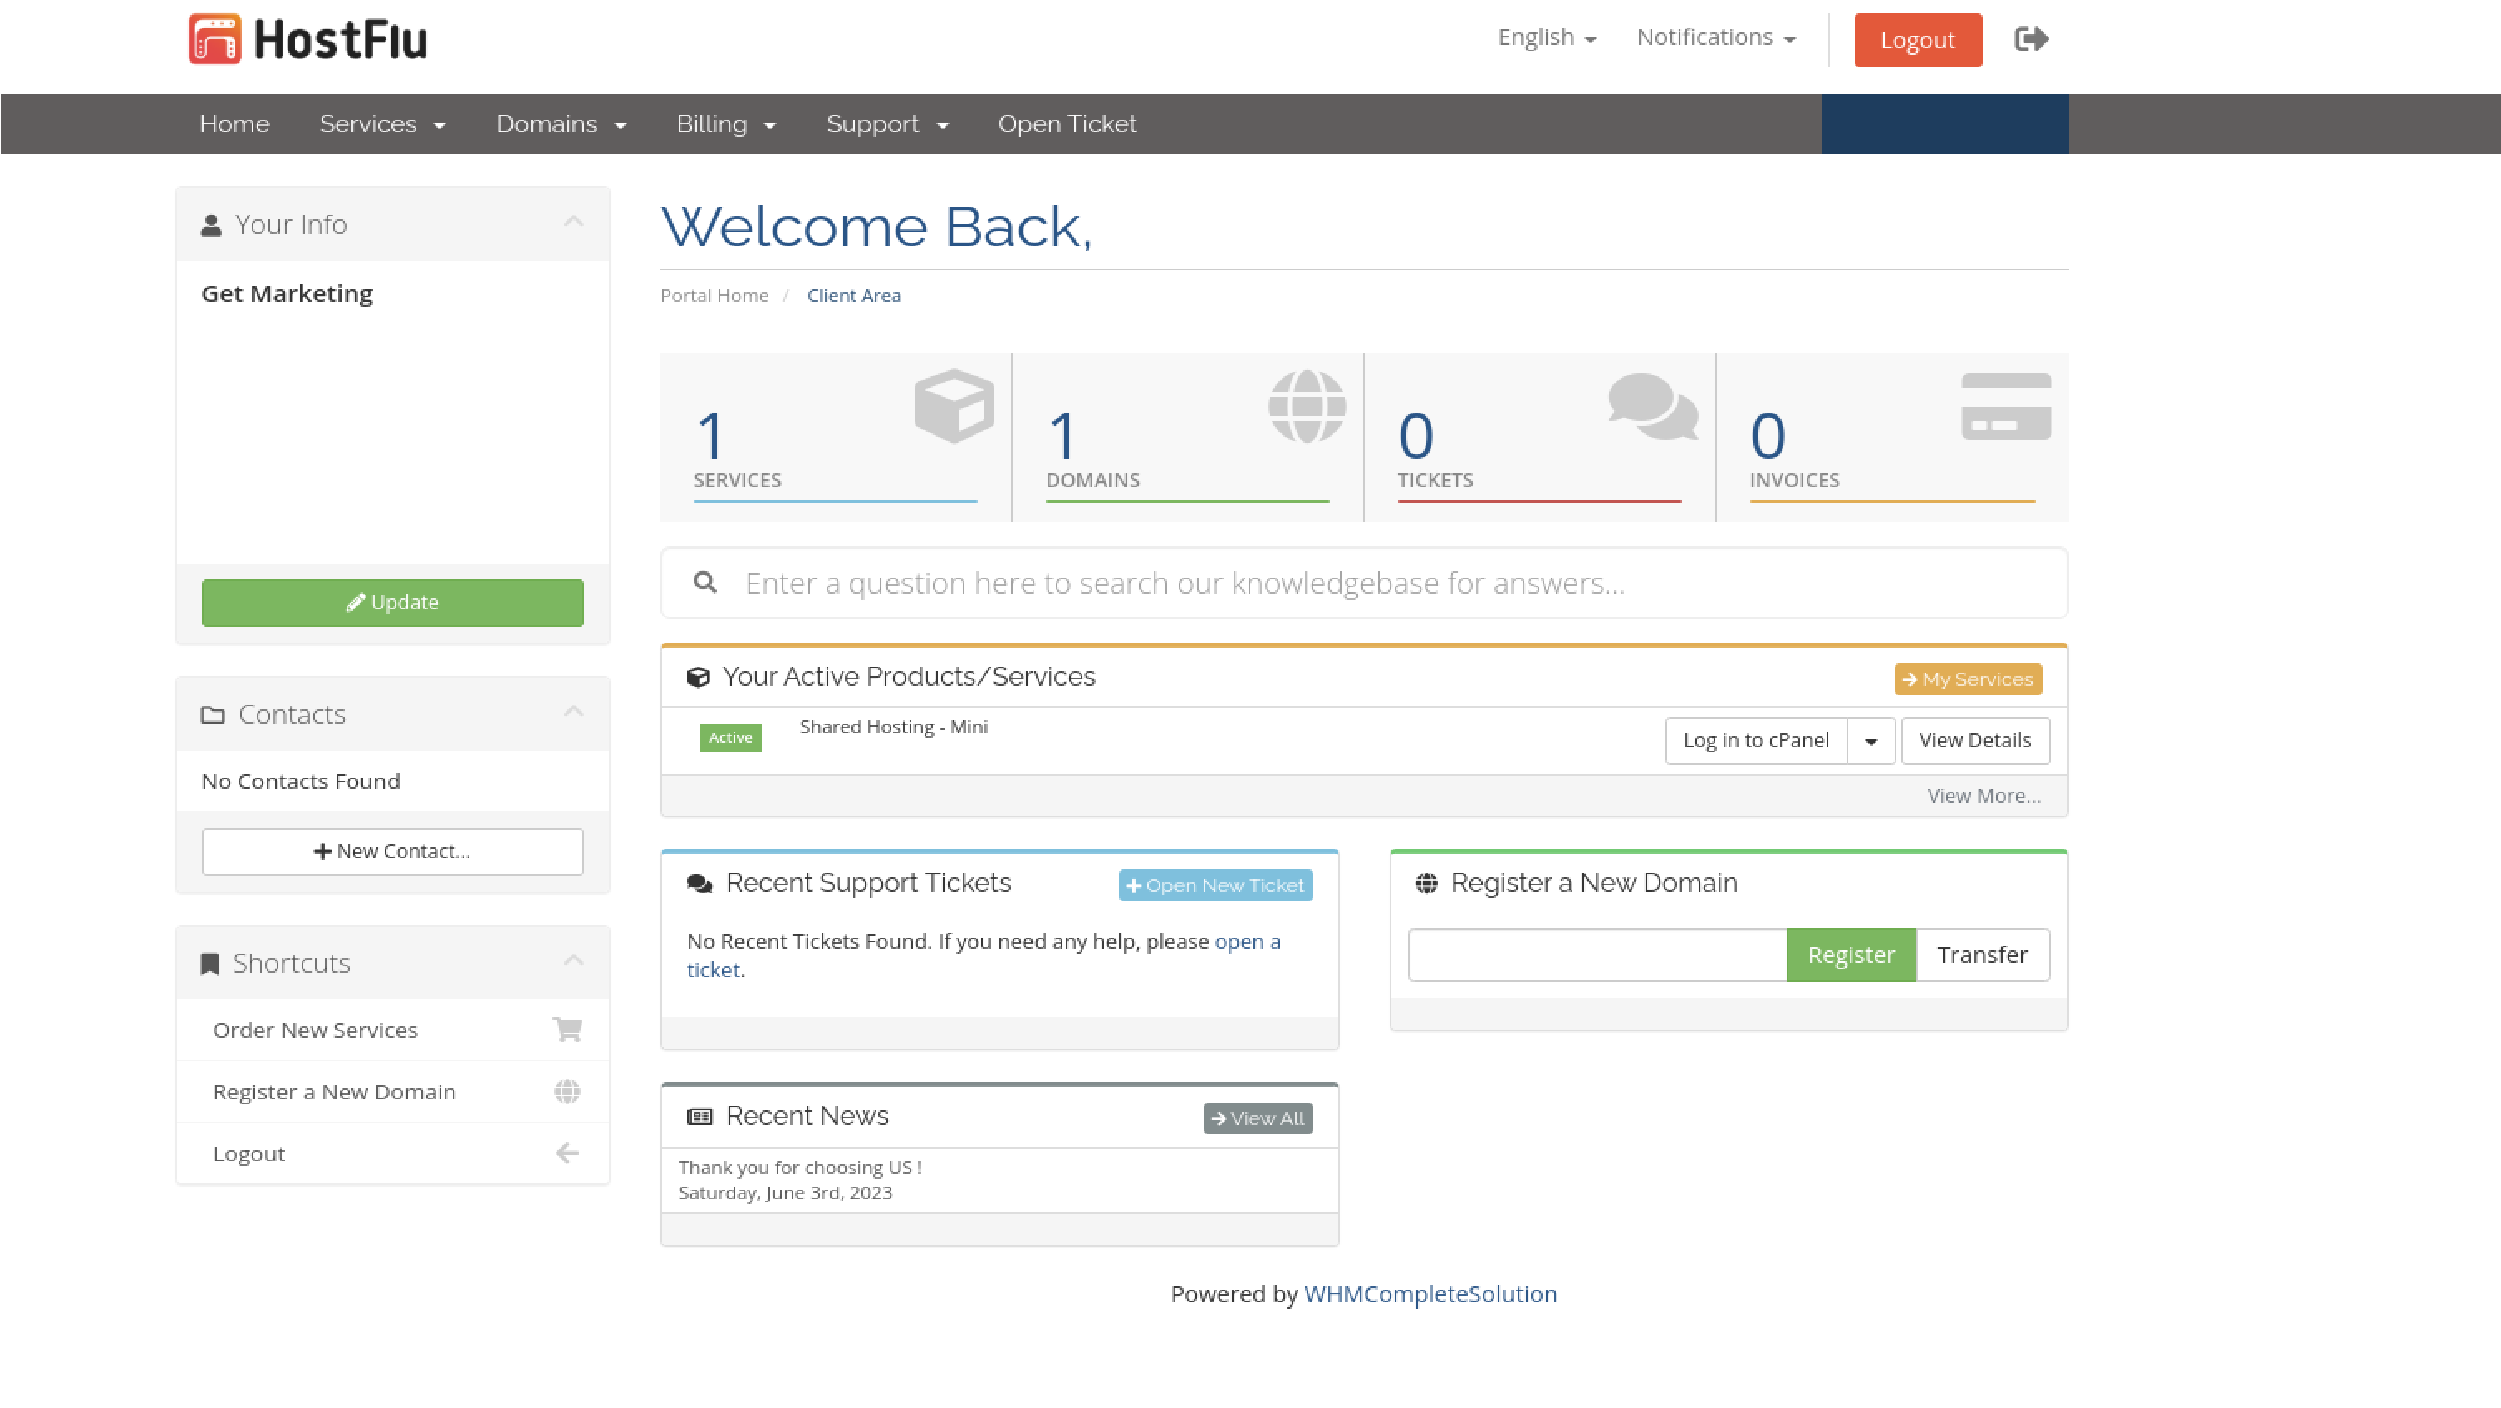 HostFlu
English
Notifications
Logout
Home
Services
Domains
Billing
Support
Open Ticket
Your Info
Get Marketing
Update
Contacts
No Contacts Found
New Contact...
Shortcuts
Order New Services
Register a New Domain
Logout
Welcome Back,
Portal Home / Client Area
1
SERVICES
1
DOMAINS
0
TICKETS
0
INVOICES
Enter a question here to search our knowledgebase for answers...
Your Active Products/Services
My Services
Active
Shared Hosting - Mini
Log in to cPanel
View Details
View More...
Recent Support Tickets
Open New Ticket
No Recent Tickets Found. If you need any help, please open a
ticket.
Register a New Domain
Register
Transfer
Recent News
View All
Thank you for choosing US !
Saturday, June 3rd, 2023
Powered by WHMCompleteSolution